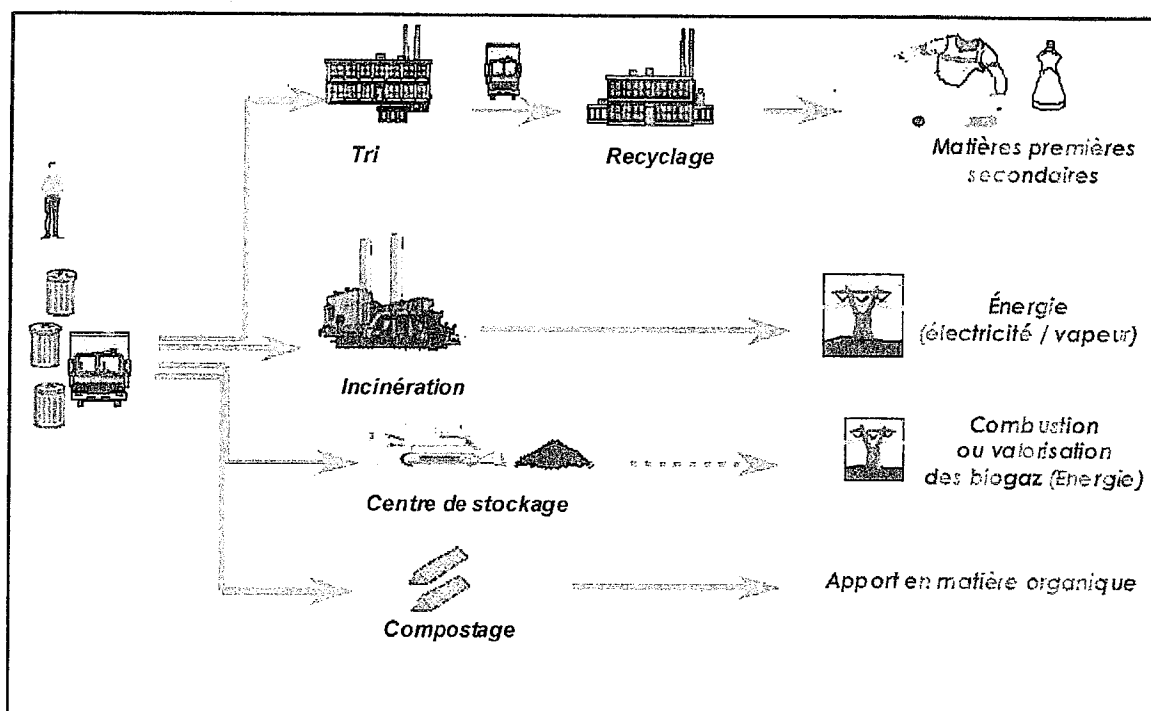 Tri
Recyclage
Matières premières
secondaires
Incinération
Énergie
(électricité / vapeur)
Centre de stockage
Combustion
ou valorisation
des biogaz (Energie)
Compostage
Apport en matière organique